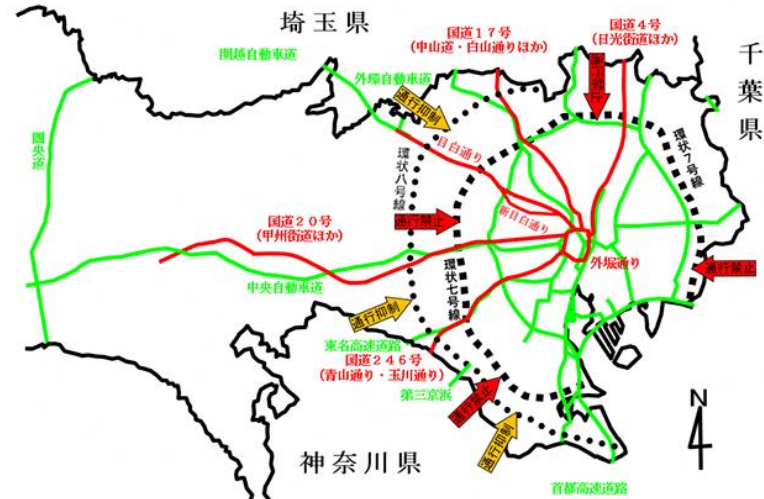 埼玉県
国道17号
(中山道・白山通りほか)
国道4号
(日光街道ほか)
千葉県
関越自動車道
外環自動車道
通行抑制
通行禁止
圏央道
目白通り
環状八号線
環状7号線
通行禁止
新目白通り
国道20号
(甲州街道ほか)
外堀通り
通行禁止
中央自動車道
環状七号線
通行抑制
東名高速道路
国道246号
(青山通り・玉川通り)
第三京浜
通行禁止
通行抑制
N
神奈川県
首都高速道路